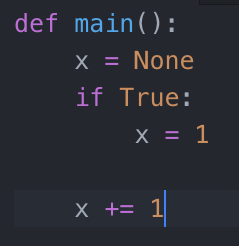 def main():
    x = None
    if True:
        x = 1

    x += 1